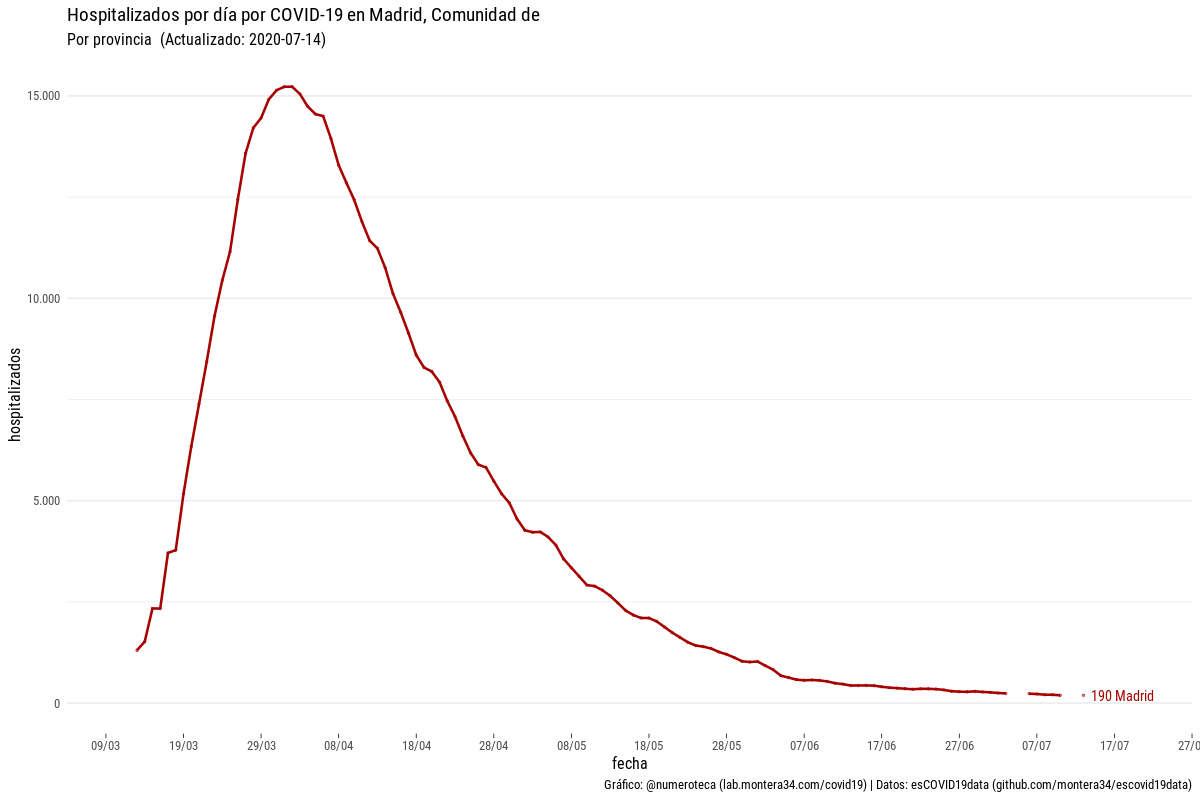 Hospitalizados por día por COVID-19 en Madrid, Comunidad de
Por provincia (Actualizado: 2020-07-14)
hospitalizados
15.000
10.000
5.000
0
190 Madrid
09/03 19/03 29/03 08/04 18/04 28/04 08/05 18/05 28/05 07/06 17/06 27/06 07/07 17/07 27/0
fecha
Gráfico: @numeroteca (lab.montera34.com/covid19) | Datos: esCOVID19data (github.com/montera34/escovid19data)